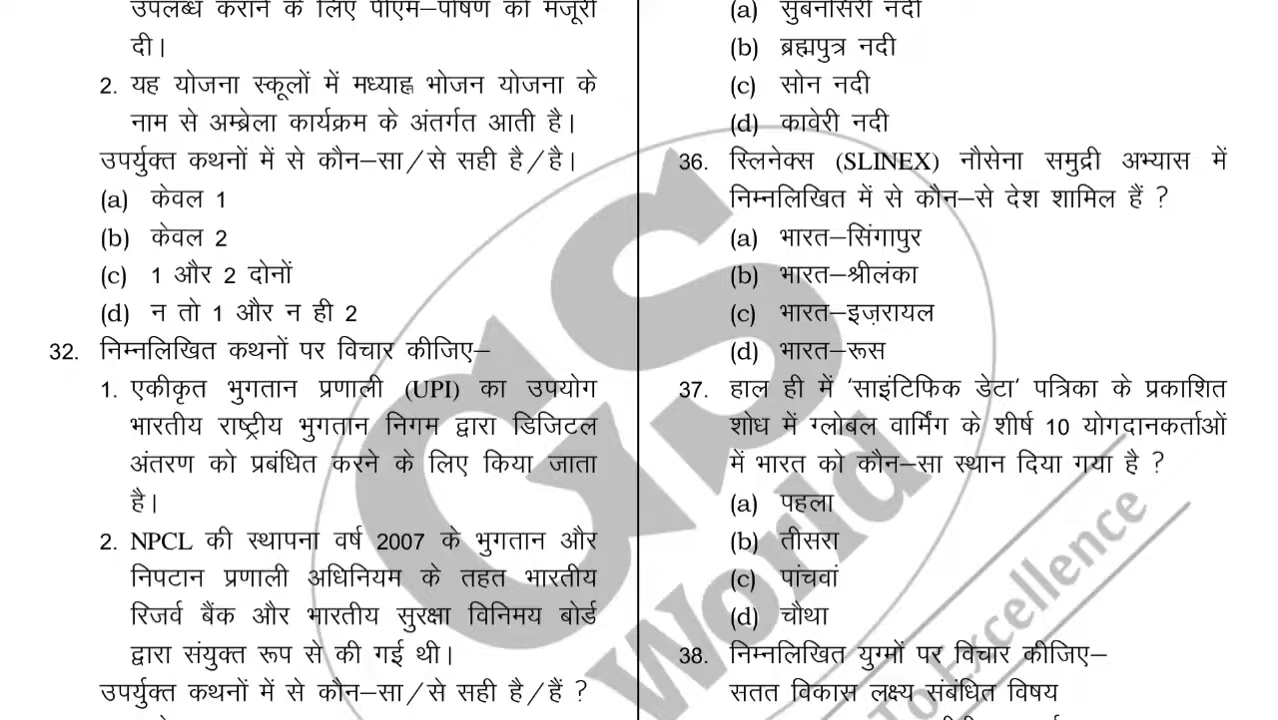 उपलब्ध कराने के लिए पीएम–पोषण को मंजूरी
दी।
2. यह योजना स्कूलों में मध्याह्न भोजन योजना के
नाम से अम्ब्रेला कार्यक्रम के अंतर्गत आती है।
उपर्युक्त कथनों में से कौन–सा/से सही है/है।
(a) केवल 1
(b) केवल 2
(c) 1 और 2 दोनों
(d) न तो 1 और न ही 2
32. निम्नलिखित कथनों पर विचार कीजिए–
1. एकीकृत भुगतान प्रणाली (UPI) का उपयोग
भारतीय राष्ट्रीय भुगतान निगम द्वारा डिजिटल
अंतरण को प्रबंधित करने के लिए किया जाता
है।
2. NPCL की स्थापना वर्ष 2007 के भुगतान और
निपटान प्रणाली अधिनियम के तहत भारतीय
रिजर्व बैंक और भारतीय सुरक्षा विनिमय बोर्ड
द्वारा संयुक्त रूप से की गई थी।
उपर्युक्त कथनों में से कौन–सा/से सही है/हैं ?
(a) सुबनसिरी नदी
(b) ब्रह्मपुत्र नदी
(c) सोन नदी
(d) कावेरी नदी
36. स्लिनेक्स (SLINEX) नौसेना समुद्री अभ्यास में
निम्नलिखित में से कौन–से देश शामिल हैं ?
(a) भारत–सिंगापुर
(b) भारत–श्रीलंका
(c) भारत–इज़रायल
(d) भारत–रूस
37. हाल ही में ‘साइंटिफिक डेटा’ पत्रिका के प्रकाशित
शोध में ग्लोबल वार्मिंग के शीर्ष 10 योगदानकर्ताओं
में भारत को कौन–सा स्थान दिया गया है ?
(a) पहला
(b) तीसरा
(c) पांचवां
(d) चौथा
38. निम्नलिखित युग्मों पर विचार कीजिए–
सतत विकास लक्ष्य संबंधित विषय
GS
World
To Excellence